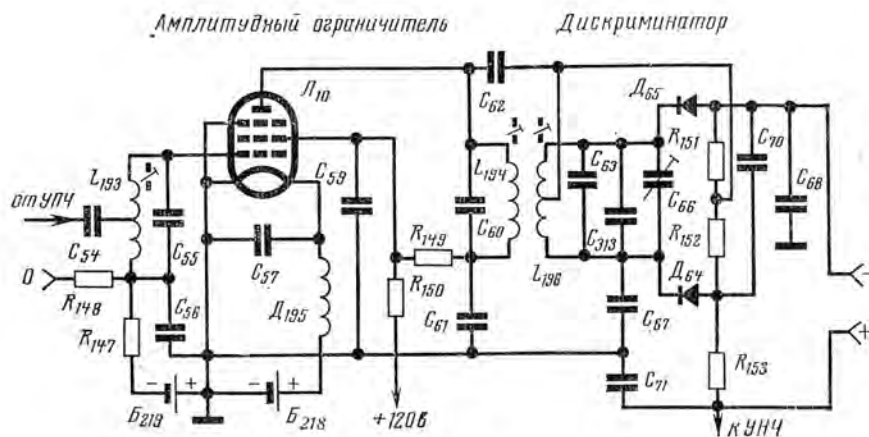 Амплитудный ограничитель
Дискриминатор
Л10
C62
Д65
L193
C59
L194
C63
R151
C70
от УПЧ
C60
C66
C68
C54
C55
C57
R149
C313
R152
О
R148
C56
Д195
R150
L196
Д64
R147
C61
C67
−
+
R153
C71
− +
− +
Б219
Б218
+120в
к УНЧ